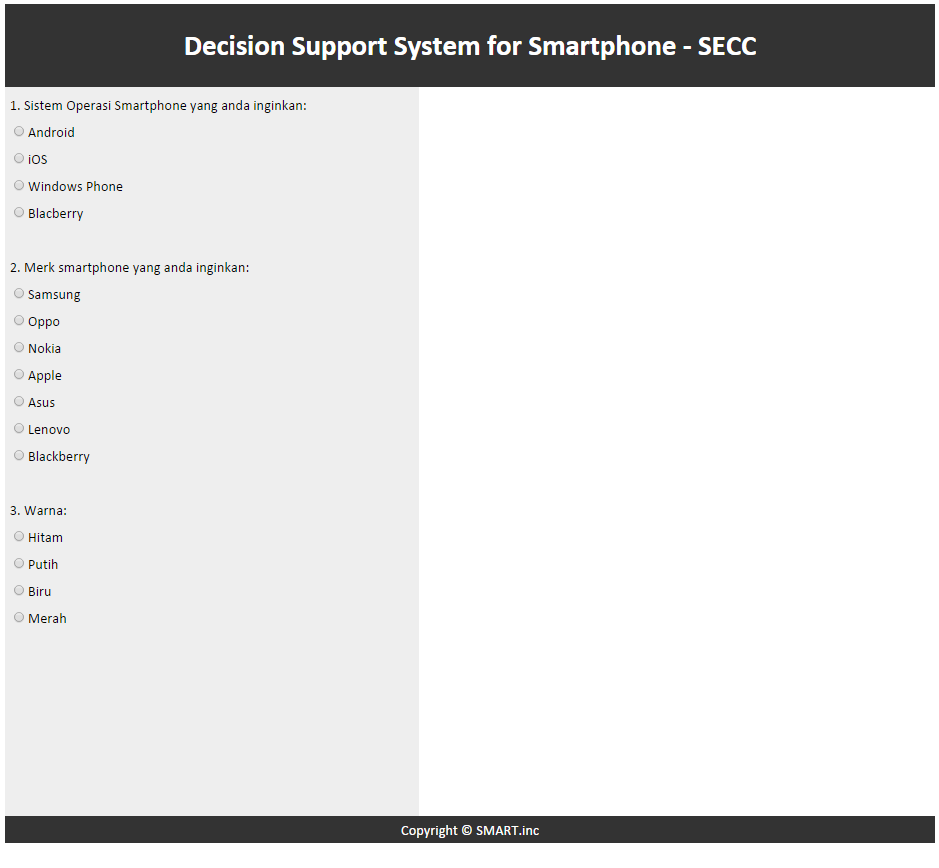 Decision Support System for Smartphone - SECC
1. Sistem Operasi Smartphone yang anda inginkan:
Android
iOS
Windows Phone
Blacberry
2. Merk smartphone yang anda inginkan:
Samsung
Oppo
Nokia
Apple
Asus
Lenovo
Blackberry
3. Warna:
Hitam
Putih
Biru
Merah
Copyright © SMART.inc